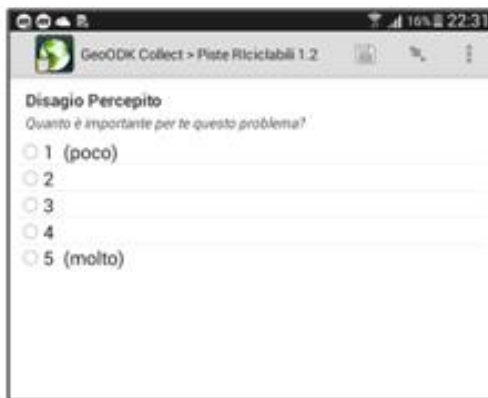 16% 22:31
GeoODK Collect > Piste RIciclabili 1.2
Disagio Percepito
Quanto è importante per te questo problema?
1 (poco)
2
3
4
5 (molto)